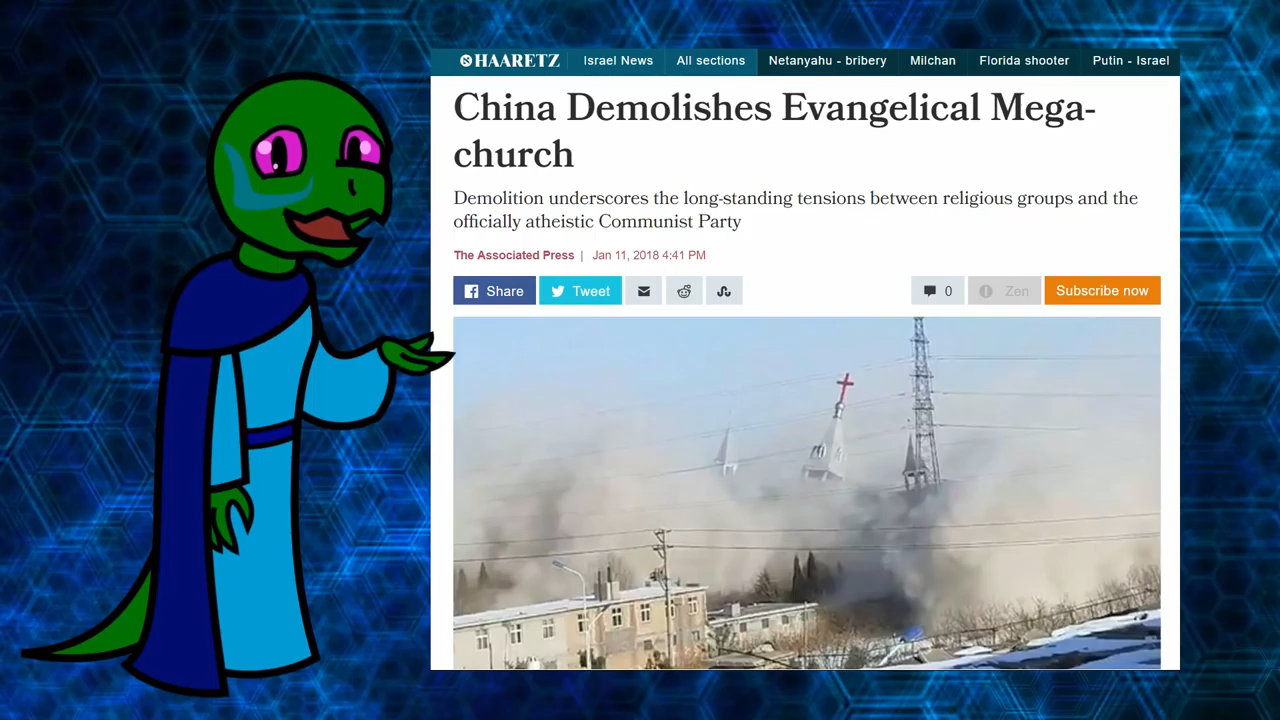 HAARETZ Israel News All sections Netanyahu - bribery Milchan Florida shooter Putin - Israel
China Demolishes Evangelical Mega-
church
Demolition underscores the long-standing tensions between religious groups and the
officially atheistic Communist Party
The Associated Press | Jan 11, 2018 4:41 PM
Share Tweet 0 Zen Subscribe now